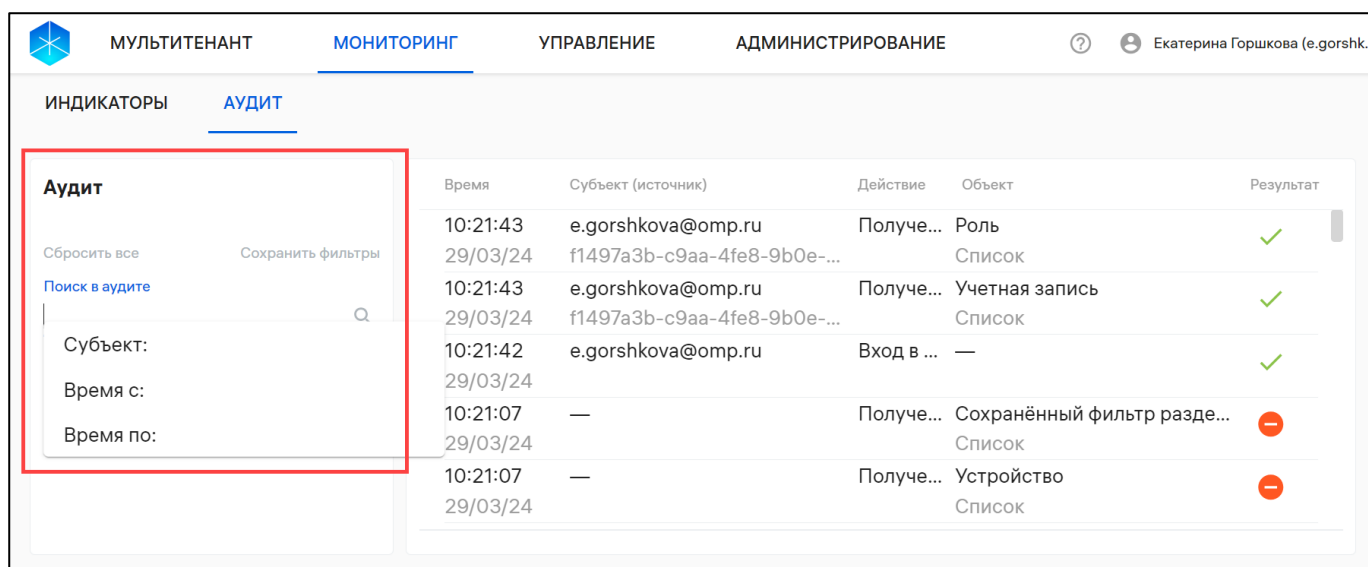 МУЛЬТИТЕНАНТ МОНИТОРИНГ УПРАВЛЕНИЕ АДМИНИСТРИРОВАНИЕ ? Екатерина Горшкова (e.gorshk.
ИНДИКАТОРЫ АУДИТ
Аудит
Сбросить все Сохранить фильтры
Поиск в аудите
Субъект:
Время с:
Время по:
Время Субъект (источник) Действие Объект Результат
10:21:43 e.gorshkova@omp.ru Получе... Роль
29/03/24 f1497a3b-c9aa-4fe8-9b0e-... Список
10:21:43 e.gorshkova@omp.ru Получе... Учетная запись
29/03/24 f1497a3b-c9aa-4fe8-9b0e-... Список
10:21:42 e.gorshkova@omp.ru Вход в ... —
29/03/24
10:21:07 — Получе... Сохранённый фильтр разде...
29/03/24 Список
10:21:07 — Получе... Устройство
29/03/24 Список